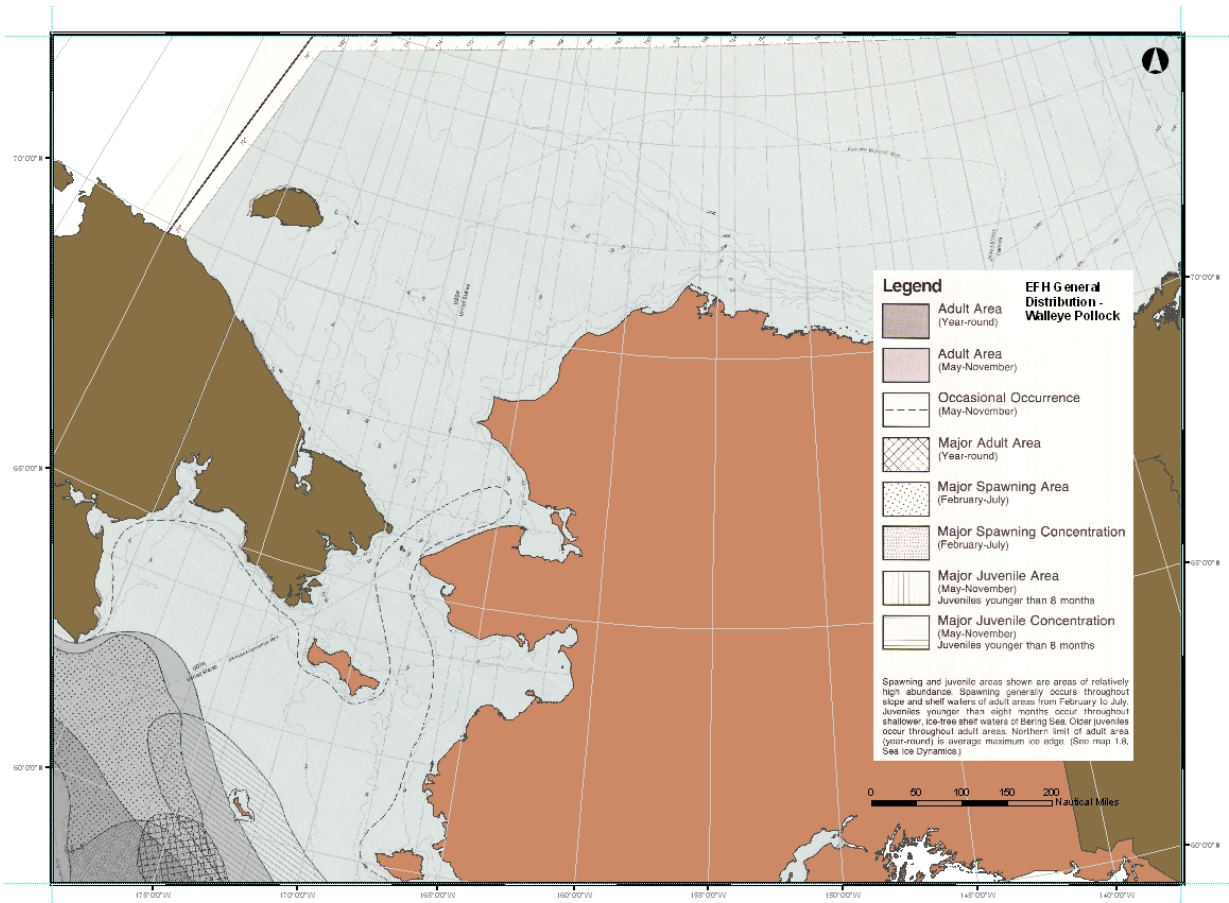 70°0'0"N
65°0'0"N
60°0'0"N
70°0'0"N
65°0'0"N
60°0'0"N
Legend
EFH General
Distribution -
Walleye Pollock
Adult Area
(Year-round)
Adult Area
(May-November)
Occasional Occurrence
(May-November)
Major Adult Area
(Year-round)
Major Spawning Area
(February-July)
Major Spawning Concentration
(February-July)
Major Juvenile Area
(May-November)
Juveniles younger than 8 months
Major Juvenile Concentration
(May-November)
Juveniles younger than 8 months
Spawning and juvenile areas shown are areas of relatively
high abundance. Spawning generally occurs throughout
slope and shelf waters of adult areas from February to July.
Juveniles younger than eight months occur throughout
shallower, ice-free shelf waters of Bering Sea. Older juveniles
occur throughout adult areas. Northern limit of adult area
(year-round) is average maximum ice edge. (See map 1.8,
Sea Ice Dynamics.)
0 50 100 150 200
Nautical Miles
175°0'0"W 170°0'0"W 165°0'0"W 160°0'0"W 155°0'0"W 150°0'0"W 145°0'0"W 140°0'0"W